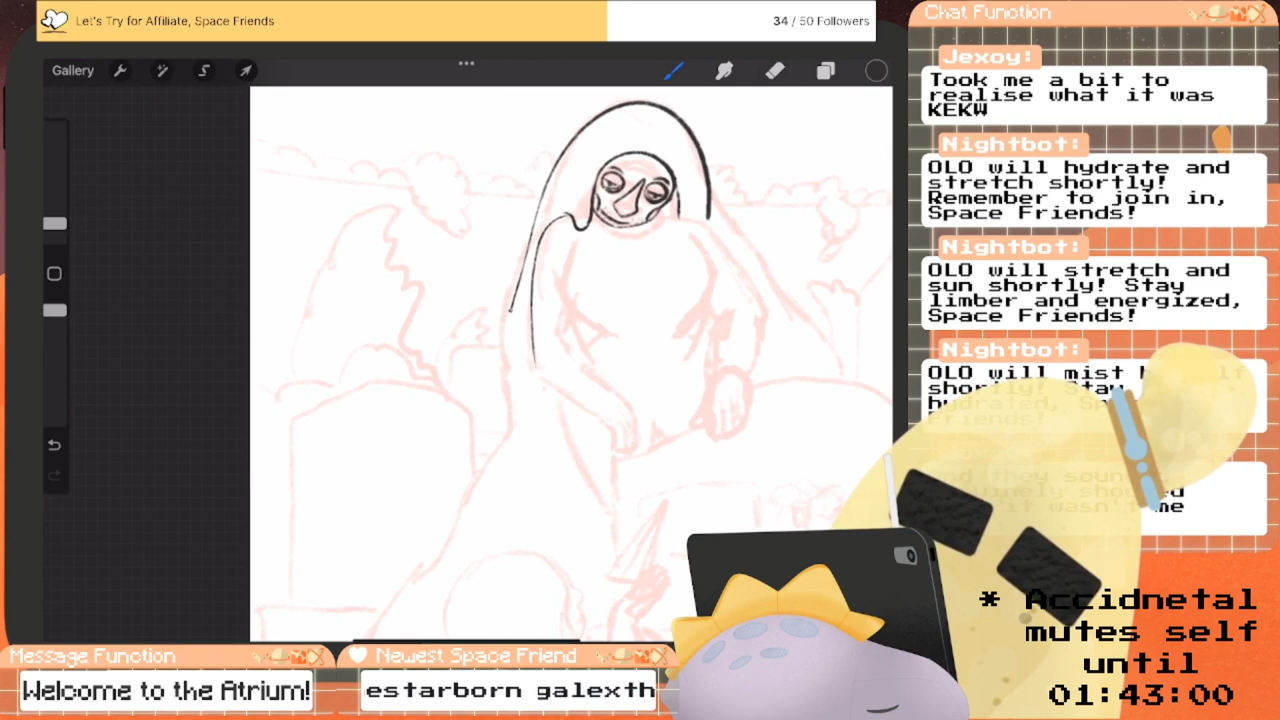 Let's Try for Affiliate, Space Friends
34 / 50 Followers
Gallery
Chat Function
Jexoy:
Took me a bit to
realise what it was
KEKW
Nightbot:
OLO will hydrate and
stretch shortly!
Remember to join in,
Space Friends!
Nightbot:
OLO will stretch and
sun shortly! Stay
limber and energized,
Space Friends!
Nightbot:
OLO will mist
shortly! Stay
Message Function
Welcome to the Atrium!
Newest Space Friend
estarborn galexth
* Accidnetal
mutes self
until
01:43:00